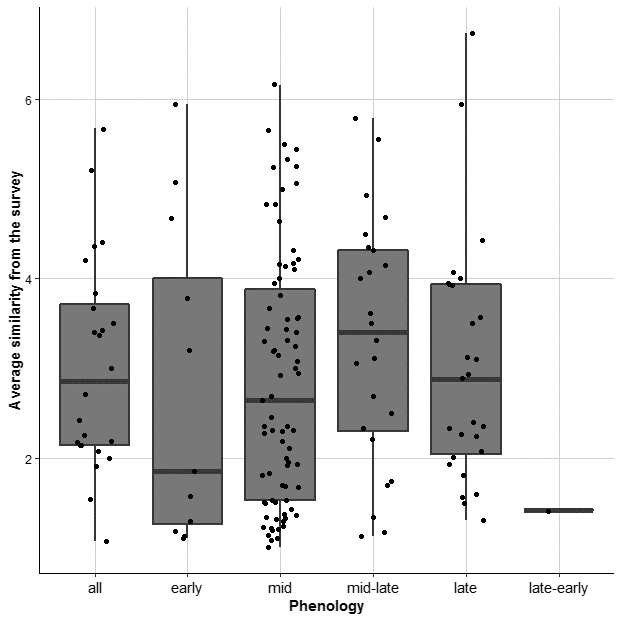 Average similarity from the survey
6
4
2
all early mid mid-late late late-early
Phenology